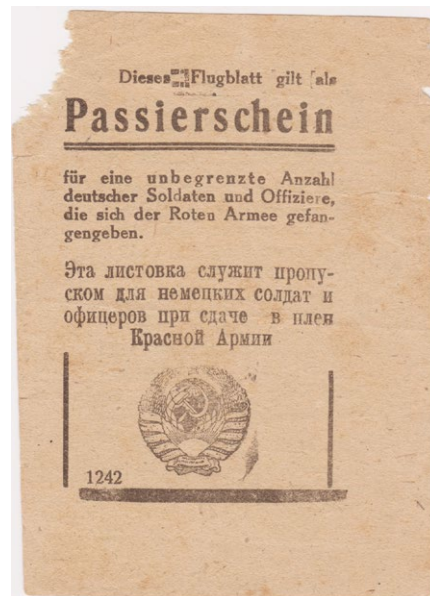 Dieses Flugblatt gilt als
Passierschein
für eine unbegrenzte Anzahl
deutscher Soldaten und Offiziere,
die sich der Roten Armee gefan-
gengeben.
Эта листовка служит пропу-
ском для немецких солдат и
офицеров при сдаче в плен
Красной Армии
1242